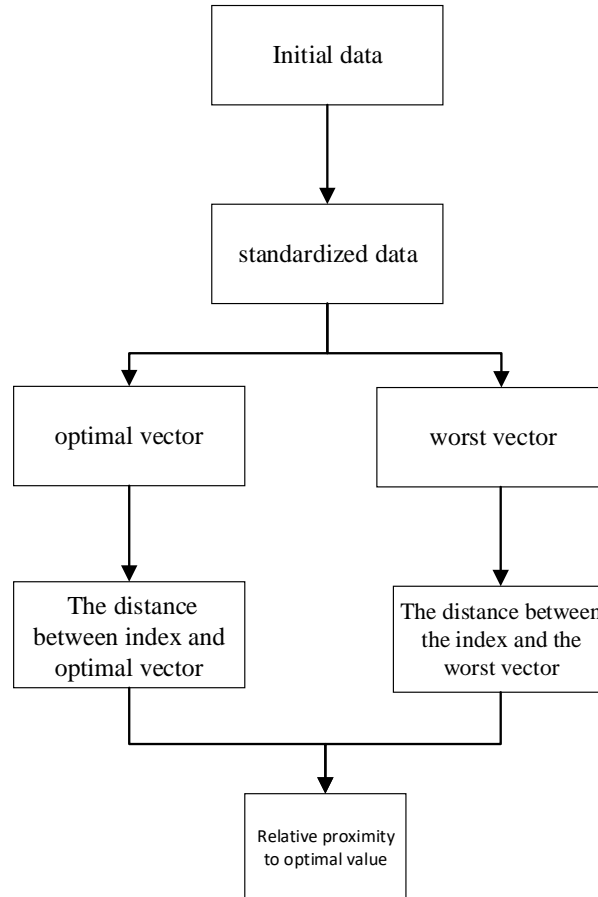 Initial data
standardized data
optimal vector
worst vector
The distance
between index and
optimal vector
The distance between
the index and the
worst vector
Relative proximity
to optimal value